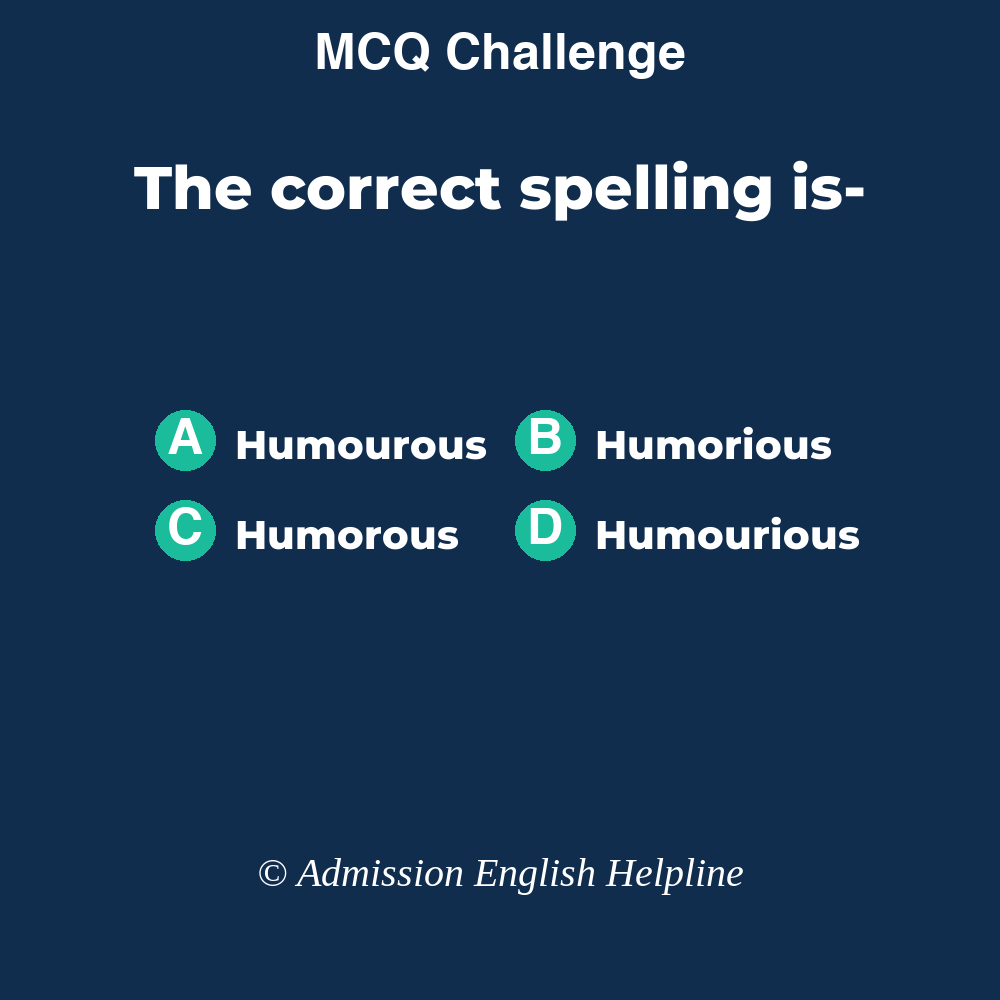 MCQ Challenge
The correct spelling is-
A Humourous B Humorious
C Humorous D Humourious
© Admission English Helpline